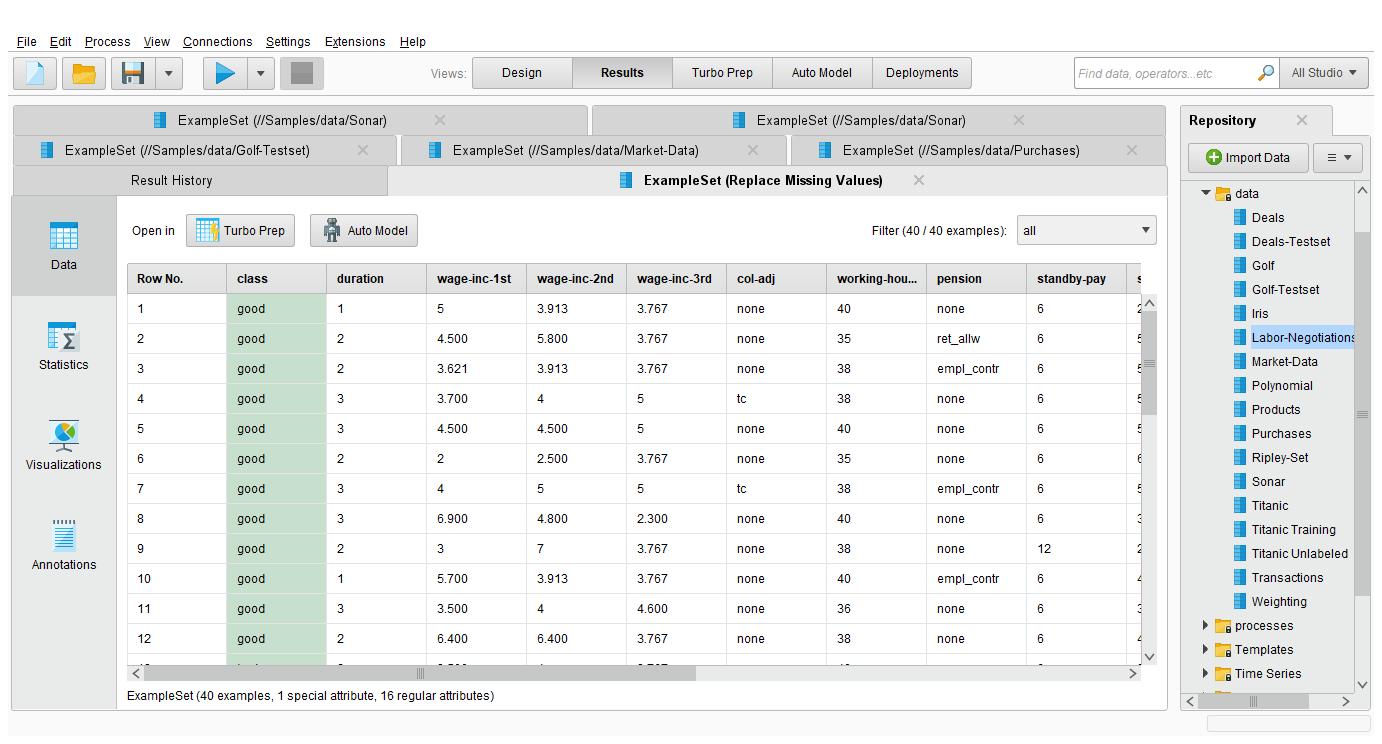 File Edit Process View Connections Settings Extensions Help
Views: Design Results Turbo Prep Auto Model Deployments Find data, operators...etc All Studio
ExampleSet (//Samples/data/Sonar) ExampleSet (//Samples/data/Sonar)
ExampleSet (//Samples/data/Golf-Testset) ExampleSet (//Samples/data/Market-Data) ExampleSet (//Samples/data/Purchases)
Result History ExampleSet (Replace Missing Values)
Open in Turbo Prep Auto Model Filter (40 / 40 examples): all
Data
Statistics
Visualizations
Annotations
Row No. class duration wage-inc-1st wage-inc-2nd wage-inc-3rd col-adj working-hou... pension standby-pay
1 good 1 5 3.913 3.767 none 40 none 6
2 good 2 4.500 5.800 3.767 none 35 ret_allw 6
3 good 2 3.621 3.913 3.767 none 38 empl_contr 6
4 good 3 3.700 4 5 tc 38 none 6
5 good 3 4.500 4.500 5 none 40 none 6
6 good 2 2 2.500 3.767 none 35 none 6
7 good 3 4 5 5 tc 38 empl_contr 6
8 good 3 6.900 4.800 2.300 none 40 none 6
9 good 2 3 7 3.767 none 38 none 12
10 good 1 5.700 3.913 3.767 none 40 empl_contr 6
11 good 3 3.500 4 4.600 none 36 none 6
12 good 2 6.400 6.400 3.767 none 38 none 6
ExampleSet (40 examples, 1 special attribute, 16 regular attributes)
Repository
Import Data
data
Deals
Deals-Testset
Golf
Golf-Testset
Iris
Labor-Negotiations
Market-Data
Polynomial
Products
Purchases
Ripley-Set
Sonar
Titanic
Titanic Training
Titanic Unlabeled
Transactions
Weighting
processes
Templates
Time Series